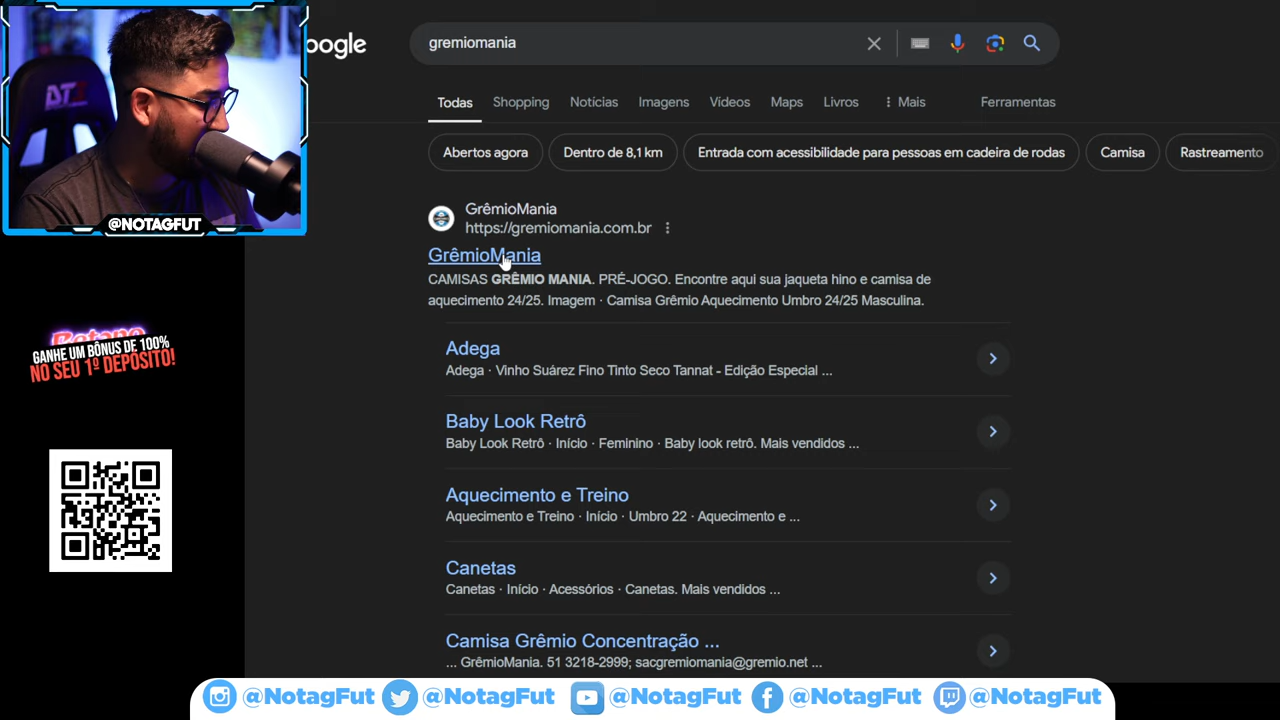 oogle
gremiomania
Todas
Shopping
Notícias
Imagens
Vídeos
Maps
Livros
Mais
Ferramentas
Abertos agora
Dentro de 8,1 km
Entrada com acessibilidade para pessoas em cadeira de rodas
Camisa
Rastreamento
DT3
@NOTAGFUT
GrêmioMania
https://gremiomania.com.br
GrêmioMania
CAMISAS GRÊMIO MANIA. PRÉ-JOGO. Encontre aqui sua jaqueta hino e camisa de
aquecimento 24/25. Imagem · Camisa Grêmio Aquecimento Umbro 24/25 Masculina.
Adega
Adega · Vinho Suárez Fino Tinto Seco Tannat - Edição Especial ...
Baby Look Retrô
Baby Look Retrô · Início · Feminino · Baby look retrô. Mais vendidos ...
Aquecimento e Treino
Aquecimento e Treino · Início · Umbro 22 · Aquecimento e ...
Canetas
Canetas · Início · Acessórios · Canetas. Mais vendidos ...
Camisa Grêmio Concentração ...
... GrêmioMania. 51 3218-2999; sacgremiomania@gremio.net ...
Betano
GANHE UM BÔNUS DE 100%
NO SEU 1º DEPÓSITO!
@NotagFut
@NotagFut
@NotagFut
@NotagFut
@NotagFut